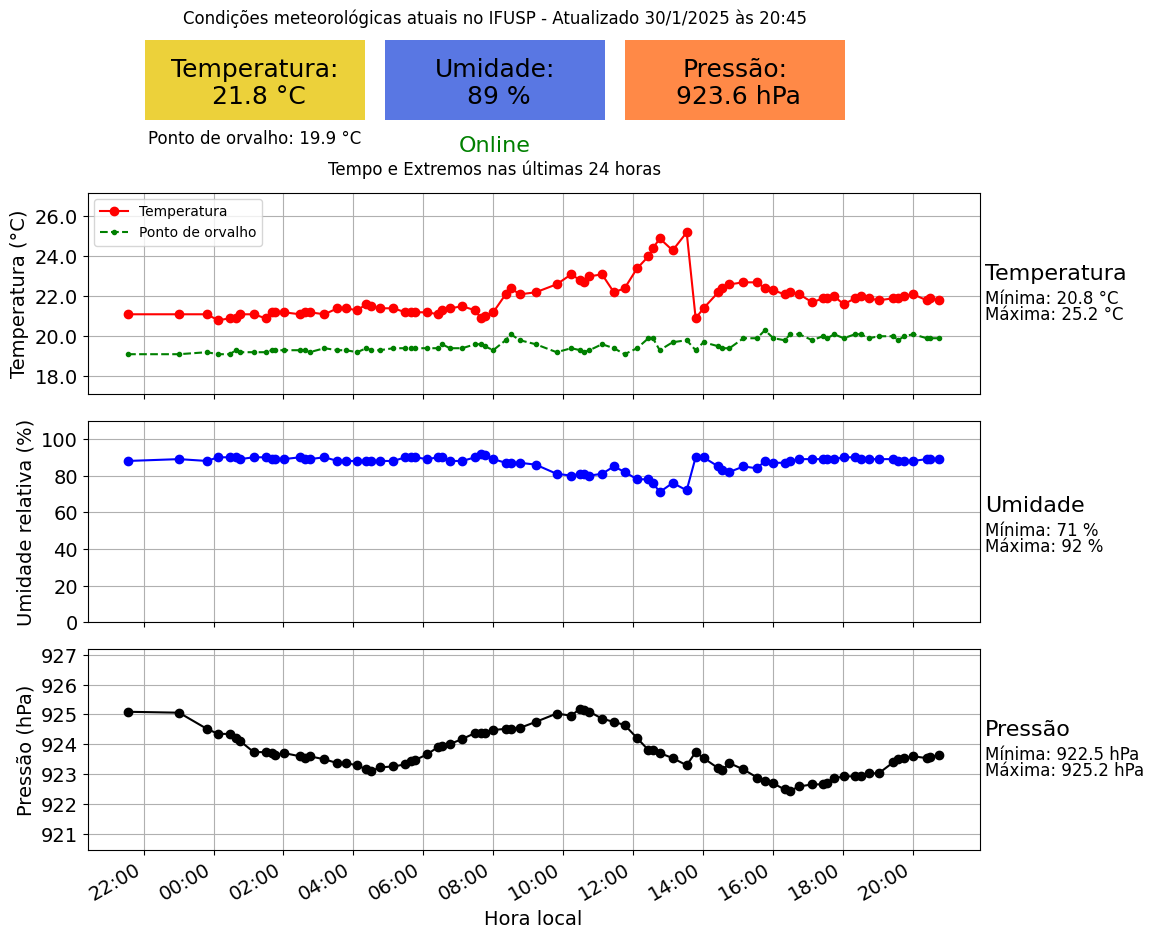 Condições meteorológicas atuais no IFUSP - Atualizado 30/1/2025 às 20:45
Temperatura:
21.8 °C
Umidade:
89 %
Pressão:
923.6 hPa
Ponto de orvalho: 19.9 °C
Online
Tempo e Extremos nas últimas 24 horas
Temperatura (°C)
26.0
24.0
22.0
20.0
18.0
Temperatura
Ponto de orvalho
Temperatura
Mínima: 20.8 °C
Máxima: 25.2 °C
Umidade relativa (%)
100
80
60
40
20
0
Umidade
Mínima: 71 %
Máxima: 92 %
Pressão (hPa)
927
926
925
924
923
922
921
Pressão
Mínima: 922.5 hPa
Máxima: 925.2 hPa
22:00 00:00 02:00 04:00 06:00 08:00 10:00 12:00 14:00 16:00 18:00 20:00
Hora local